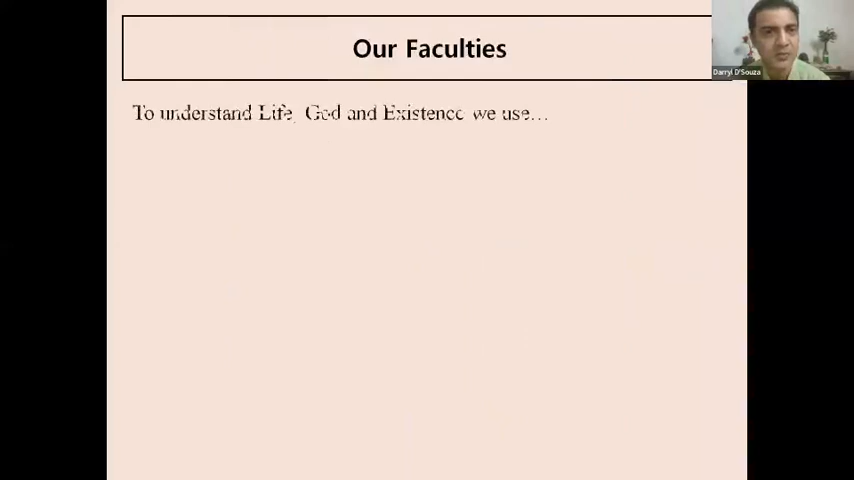 Our Faculties
Darryl D'Souza
To understand Life, God and Existence we use…